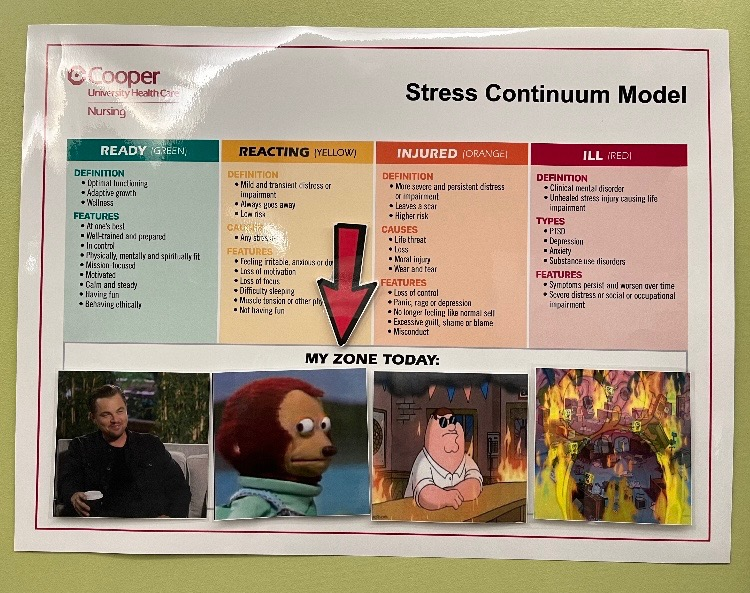 Cooper
University Health Care
Nursing
Stress Continuum Model
READY (GREEN)
DEFINITION
• Optimal functioning
• Adaptive growth
• Wellness
FEATURES
• At one's best
• Well-trained and prepared
• In control
• Physically, mentally and spiritually fit
• Mission-focused
• Motivated
• Calm and steady
• Having fun
• Behaving ethically
REACTING (YELLOW)
DEFINITION
• Mild and transient distress or
impairment
• Always goes away
• Low risk
• Any
FEATURES
• Feeling irritable, anxious or
• Loss of motivation
• Loss of focus
• Difficulty sleeping
• Muscle tension or other
• Not having fun
INJURED (ORANGE)
DEFINITION
• More severe and persistent distress
or impairment
• Leaves a scar
• Higher risk
CAUSES
• Life threat
• Loss
• Moral injury
• Wear and tear
FEATURES
• Loss of control
• Panic, rage or depression
• No longer feeling like normal self
• Excessive guilt, shame or blame
• Misconduct
ILL (RED)
DEFINITION
• Clinical mental disorder
• Unhealed stress injury causing life
impairment
TYPES
• PTSD
• Depression
• Anxiety
• Substance use disorders
FEATURES
• Symptoms persist and worsen over time
• Severe distress or social or occupational
impairment
MY ZONE TODAY: